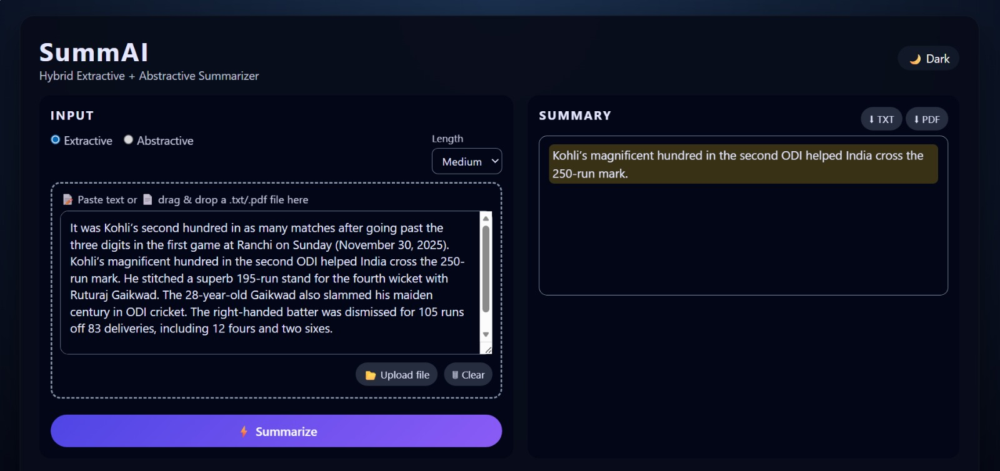 SummAI
Hybrid Extractive + Abstractive Summarizer
Dark
INPUT
Extractive
Abstractive
Length
Medium
Paste text or drag & drop a .txt/.pdf file here
It was Kohli’s second hundred in as many matches after going past the
three digits in the first game at Ranchi on Sunday (November 30, 2025).
Kohli’s magnificent hundred in the second ODI helped India cross the 250-
run mark. He stitched a superb 195-run stand for the fourth wicket with
Ruturaj Gaikwad. The 28-year-old Gaikwad also slammed his maiden
century in ODI cricket. The right-handed batter was dismissed for 105 runs
off 83 deliveries, including 12 fours and two sixes.
Upload file
Clear
Summarize
SUMMARY
TXT
PDF
Kohli’s magnificent hundred in the second ODI helped India cross the
250-run mark.